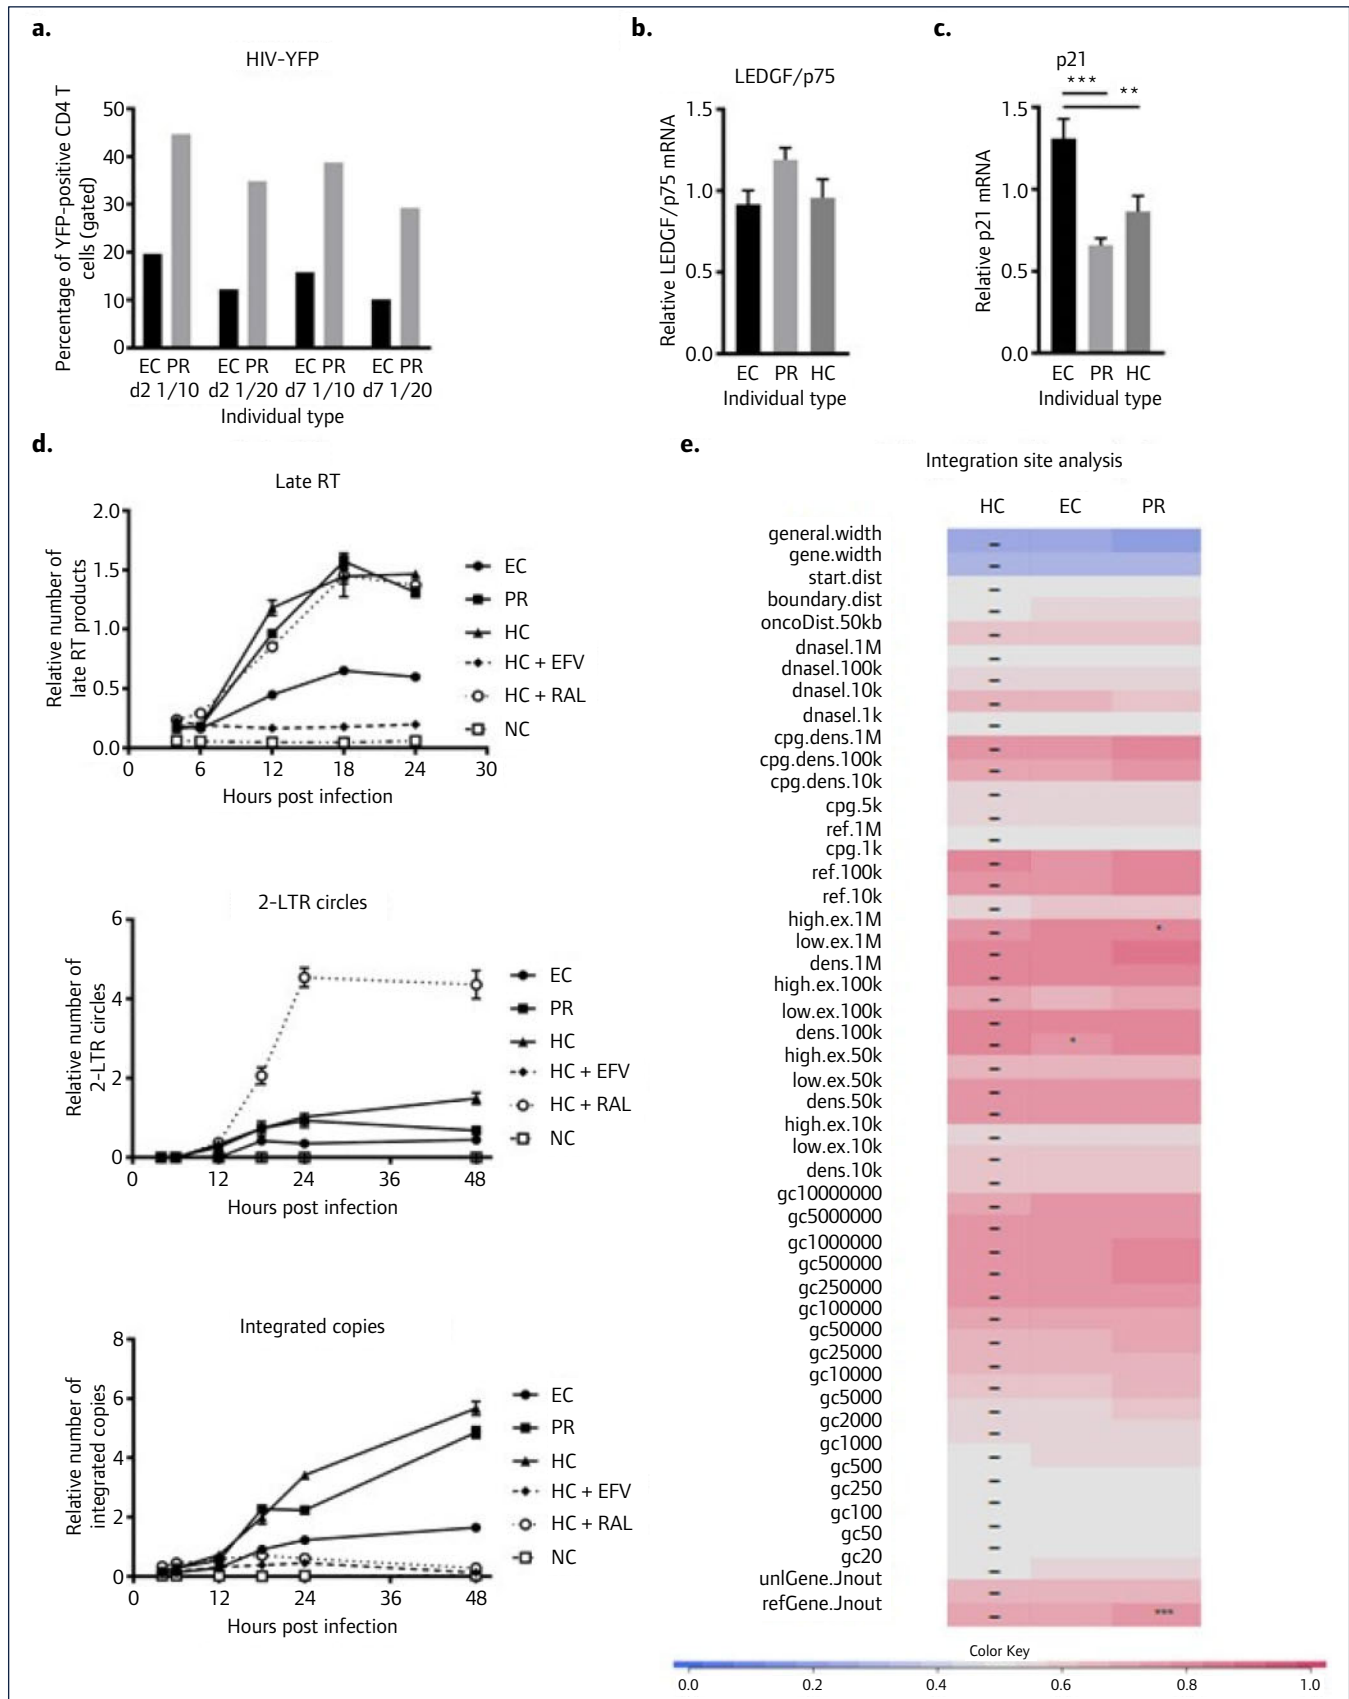 a.
HIV-YFP
Percentage of YFP-positive CD4 T
cells (gated)
50
40
30
20
10
0
EC PR EC PR EC PR EC PR
d2 1/10 d2 1/20 d7 1/10 d7 1/20
Individual type
b.
LEDGF/p75
Relative LEDGF/p75 mRNA
1.5
1.0
0.5
0.0
EC PR HC
Individual type
c.
p21
***
**
Relative p21 mRNA
1.5
1.0
0.5
0.0
EC PR HC
Individual type
d.
Late RT
Relative number of
late RT products
2.0
1.5
1.0
0.5
0.0
0 6 12 18 24 30
Hours post infection
EC
PR
HC
HC + EFV
HC + RAL
NC
2-LTR circles
Relative number of
2-LTR circles
6
4
2
0
0 12 24 36 48
Hours post infection
EC
PR
HC
HC + EFV
HC + RAL
NC
Integrated copies
Relative number of
integrated copies
8
6
4
2
0
0 12 24 36 48
Hours post infection
EC
PR
HC
HC + EFV
HC + RAL
NC
e.
Integration site analysis
HC EC PR
general.width
gene.width
start.dist
boundary.dist
oncoDist.50kb
dnasel.1M
dnasel.100k
dnasel.10k
dnasel.1k
cpg.dens.1M
cpg.dens.100k
cpg.dens.10k
cpg.5k
ref.1M
cpg.1k
ref.100k
ref.10k
high.ex.1M
*
low.ex.1M
dens.1M
high.ex.100k
low.ex.100k
dens.100k
*
high.ex.50k
low.ex.50k
dens.50k
high.ex.10k
low.ex.10k
dens.10k
gc10000000
gc5000000
gc1000000
gc500000
gc250000
gc100000
gc50000
gc25000
gc10000
gc5000
gc2000
gc1000
gc500
gc250
gc100
gc50
gc20
unlGene.Jnout
refGene.Jnout
***
Color Key
0.0 0.2 0.4 0.6 0.8 1.0